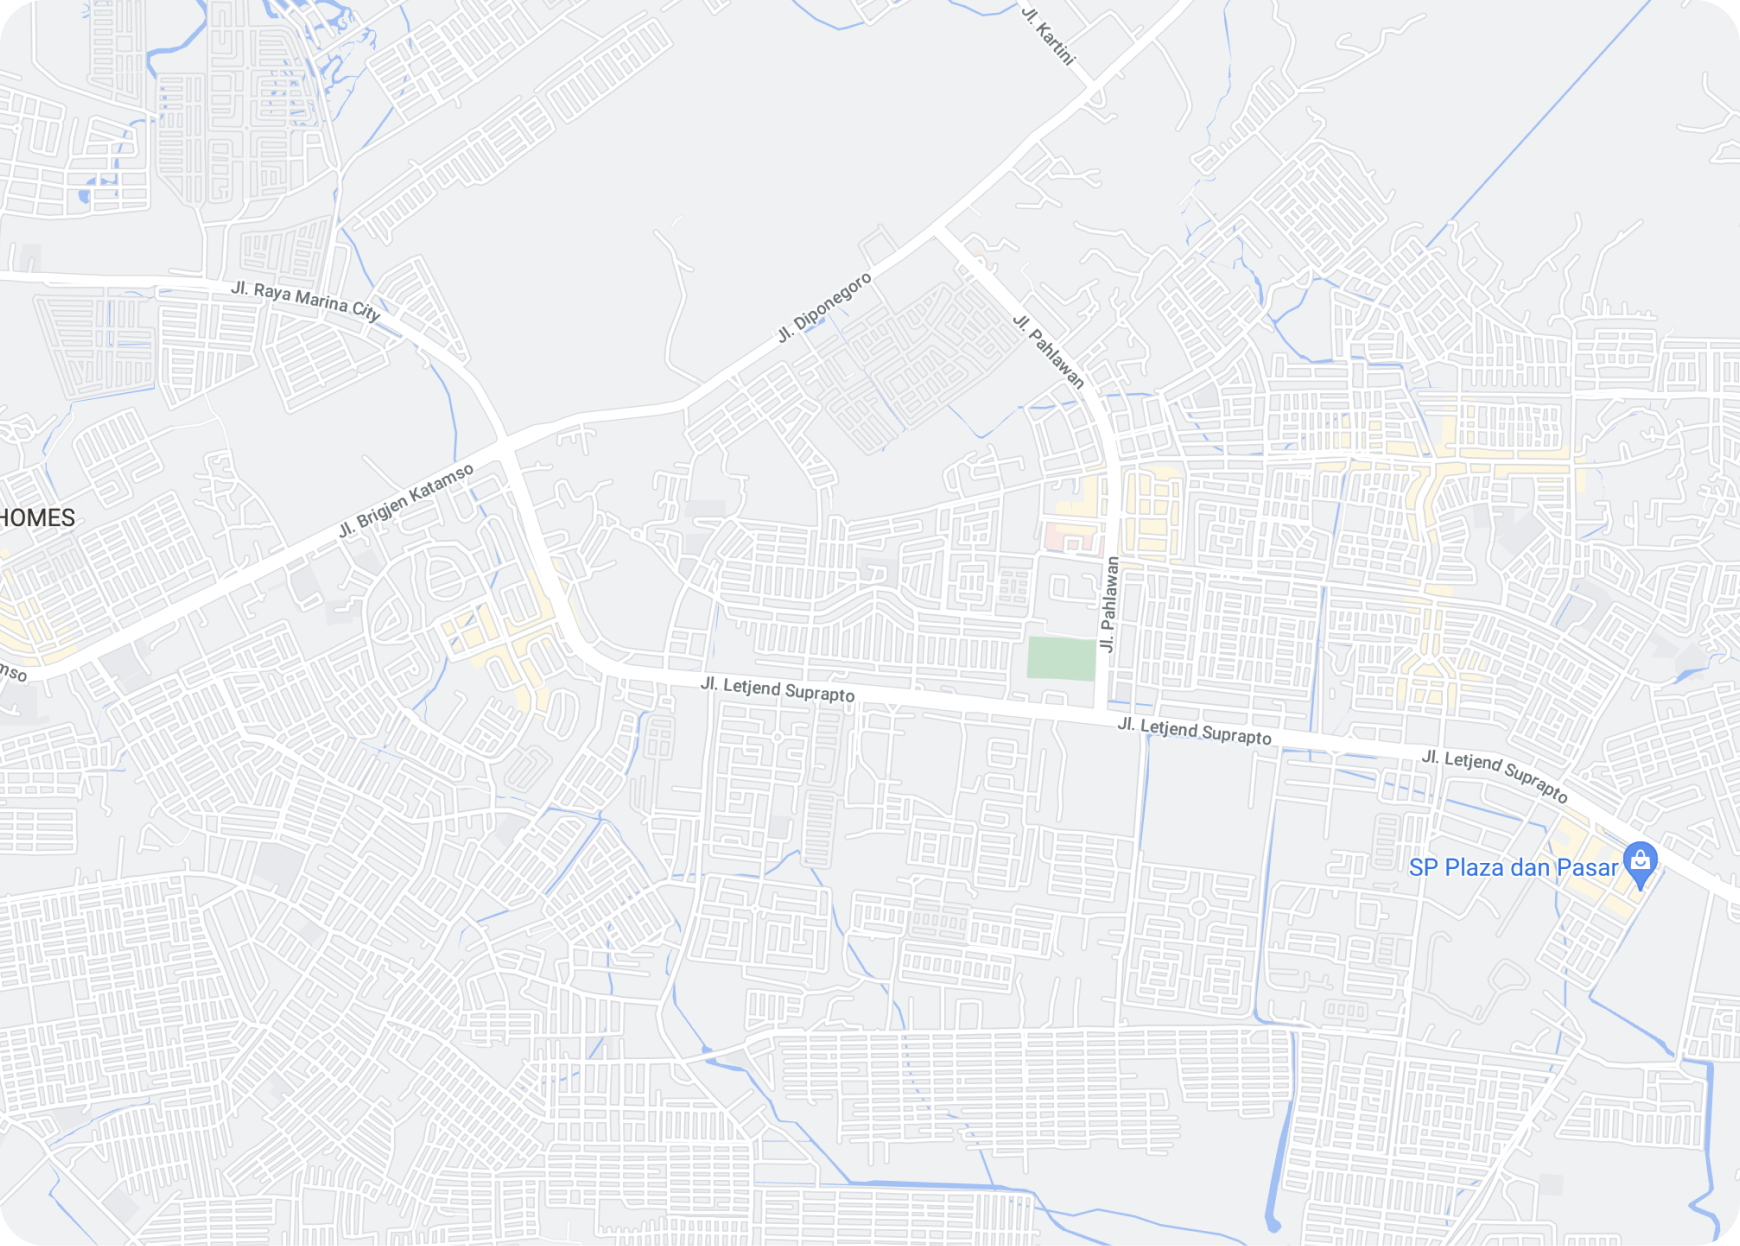 Jl. Kartini
Jl. Raya Marina City
Jl. Diponegoro
Jl. Pahlawan
Jl. Brigjen Katamso
HOMES
Jl. Pahlawan
mso
Jl. Letjend Suprapto
Jl. Letjend Suprapto
Jl. Letjend Suprapto
SP Plaza dan Pasar